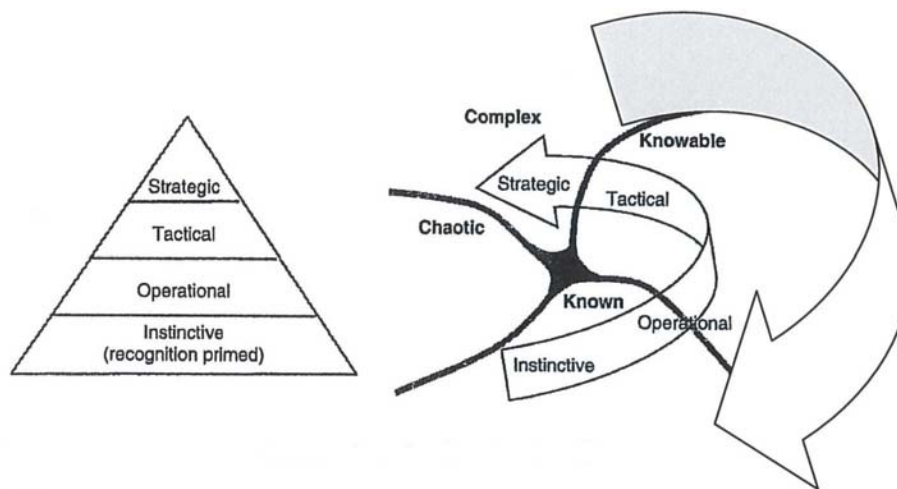 Strategic
Tactical
Operational
Instinctive
(recognition primed)
Complex
Knowable
Strategic
Tactical
Chaotic
Known
Operational
Instinctive